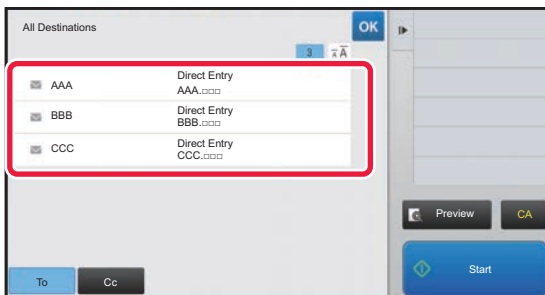 All Destinations
OK
3 AA
AAA Direct Entry
AAA.□□□
BBB Direct Entry
BBB.□□□
CCC Direct Entry
CCC.□□□
Preview CA
Start
To Cc